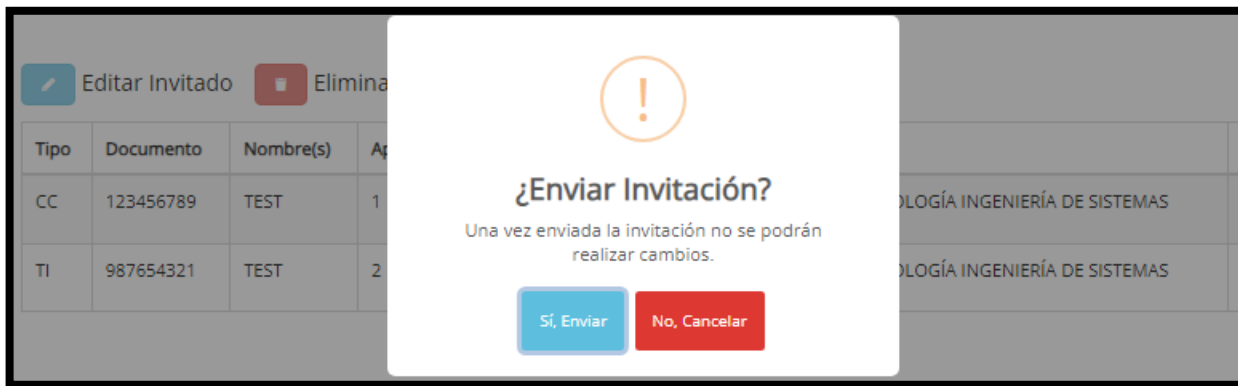 Editar Invitado Elimina
Tipo Documento Nombre(s) Ap
CC 123456789 TEST 1 OLOGÍA INGENIERÍA DE SISTEMAS
TI 987654321 TEST 2 OLOGÍA INGENIERÍA DE SISTEMAS
!
¿Enviar Invitación?
Una vez enviada la invitación no se podrán
realizar cambios.
Sí, Enviar No, Cancelar